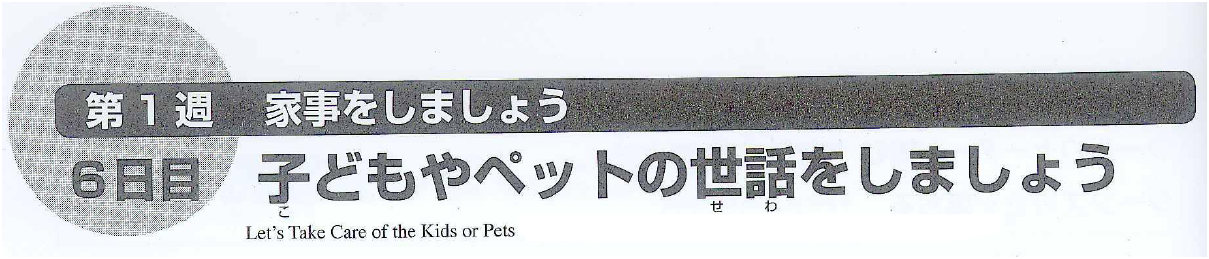 第1週 家事をしましょう
6日目 子どもやペットの世話をしましょう
こ せ わ
Let's Take Care of the Kids or Pets